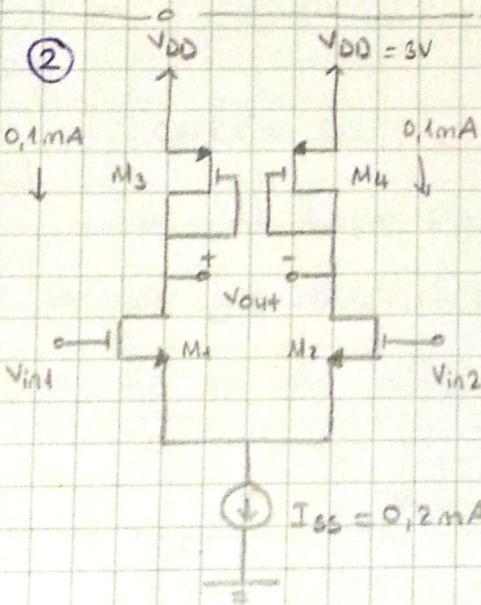 2
VDD
VDD = 3V
0,1mA
0,1mA
M3
M4
+
-
Vout
Vin1
M1
M2
Vin2
ISS = 0,2mA